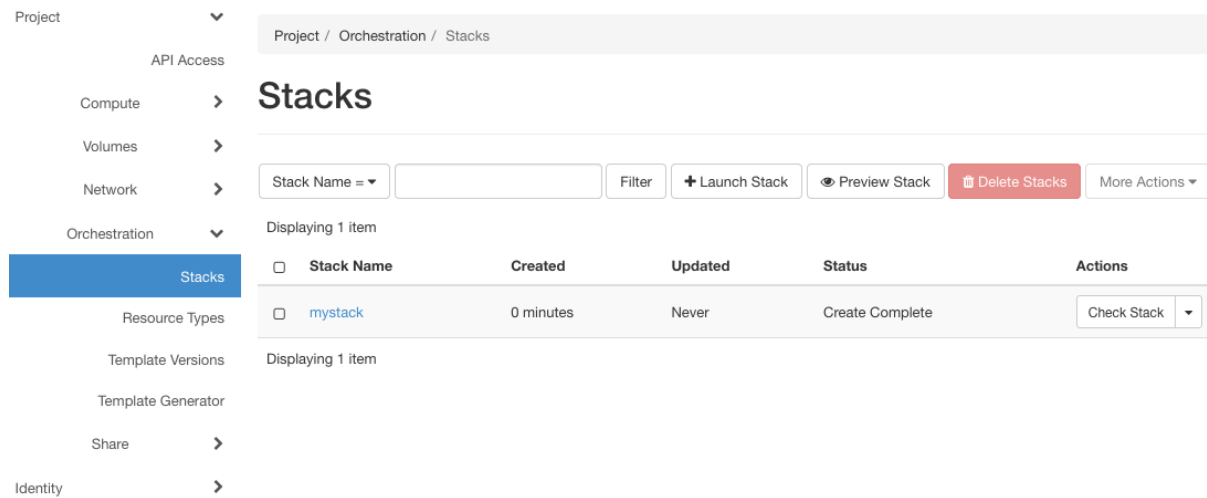 Project
API Access
Compute
Volumes
Network
Orchestration
Stacks
Resource Types
Template Versions
Template Generator
Share
Identity
Project / Orchestration / Stacks
Stacks
Stack Name = Filter Launch Stack Preview Stack Delete Stacks More Actions
Displaying 1 item
Stack Name Created Updated Status Actions
mystack 0 minutes Never Create Complete Check Stack
Displaying 1 item